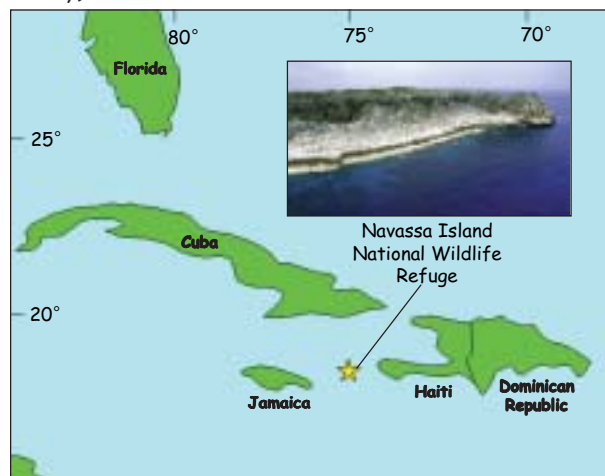 80°
75°
70°
Florida
25°
Navassa Island
National Wildlife
Refuge
Cuba
20°
Jamaica
Haiti
Dominican
Republic